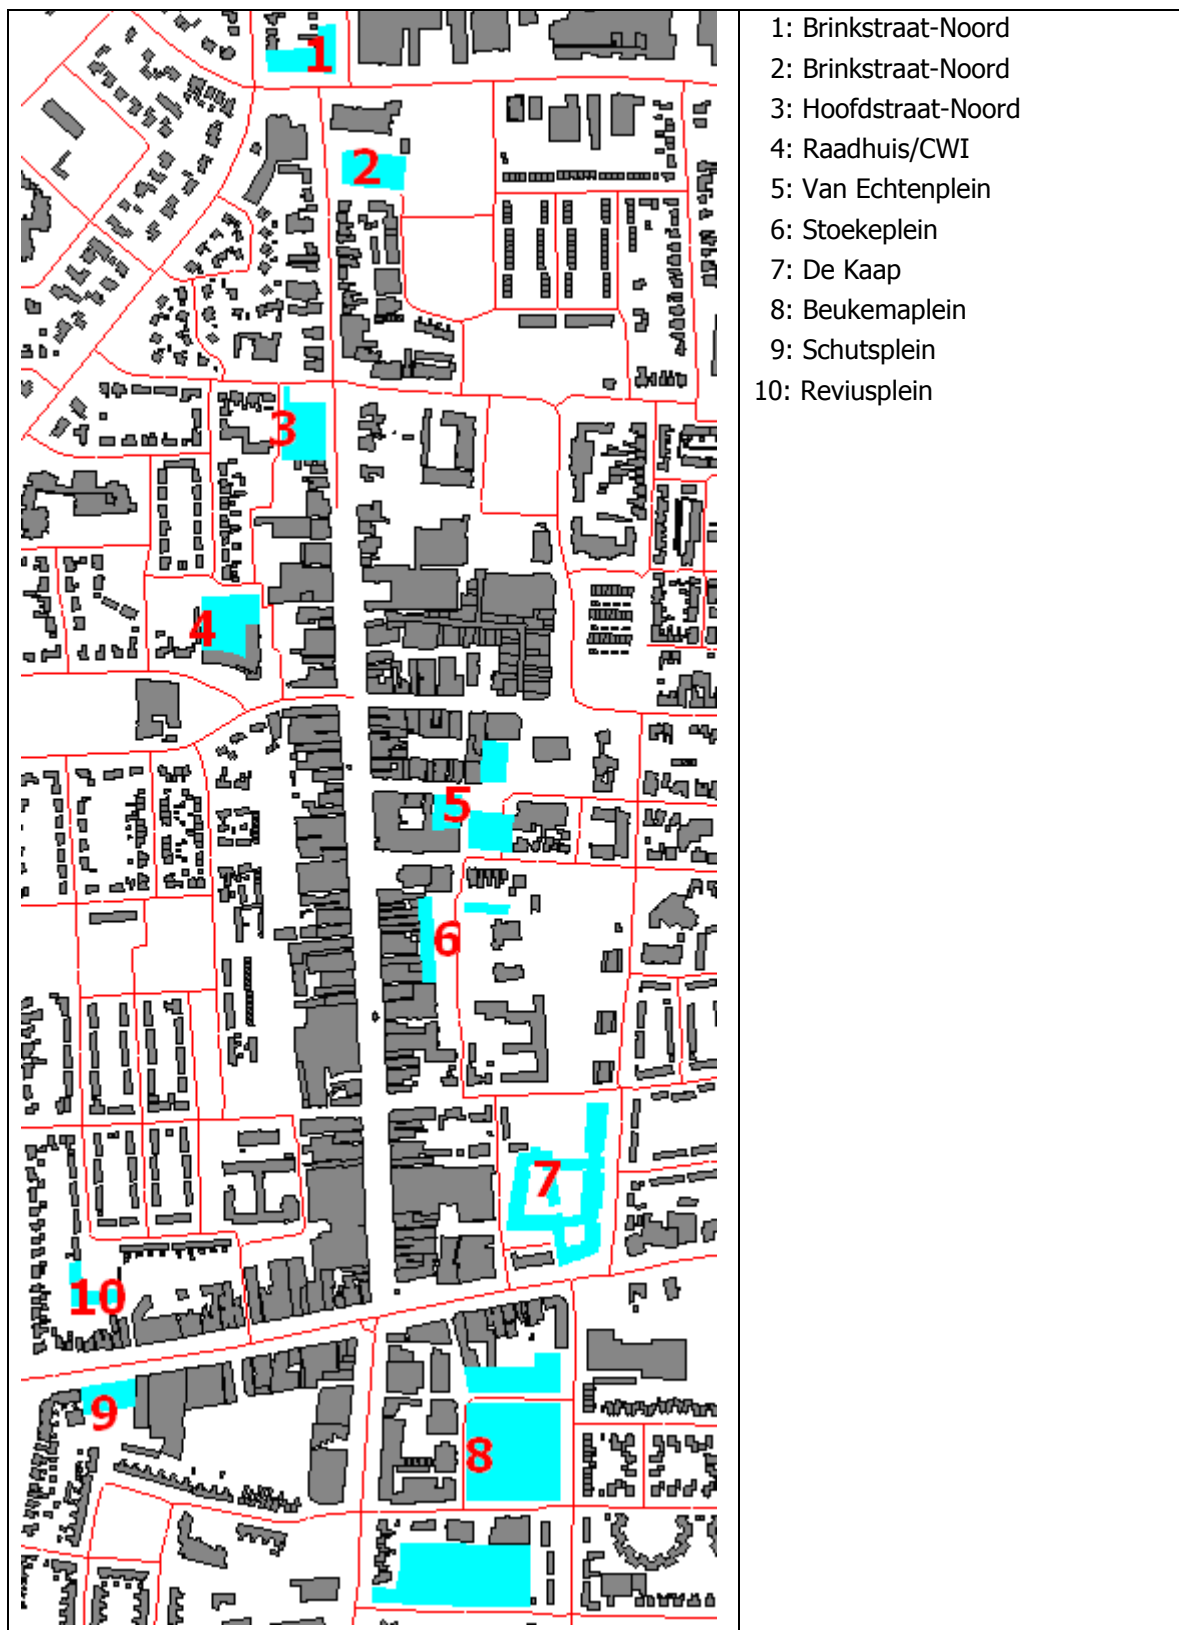 1
2
3
4
5
6
7
10
9
8
1: Brinkstraat-Noord
2: Brinkstraat-Noord
3: Hoofdstraat-Noord
4: Raadhuis/CWI
5: Van Echtenplein
6: Stoekeplein
7: De Kaap
8: Beukemaplein
9: Schutsplein
10: Reviusplein